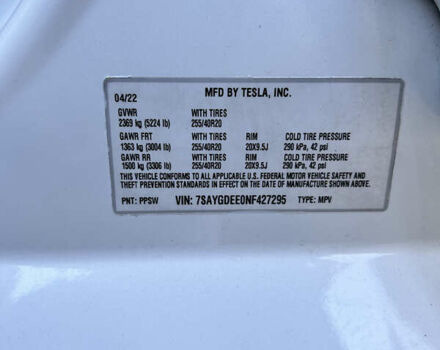 MFD BY TESLA, INC.
04/22
GVWR WITH TIRES
2369 kg (5224 lb) 255/40R20
GAWR FRT WITH TIRES RIM COLD TIRE PRESSURE
1363 kg (3004 lb) 255/40R20 20X9.5J 290 kPa, 42 psi
GAWR RR WITH TIRES RIM COLD TIRE PRESSURE
1500 kg (3306 lb) 255/40R20 20X9.5J 290 kPa, 42 psi
THIS VEHICLE CONFORMS TO ALL APPLICABLE U.S. FEDERAL MOTOR VEHICLE SAFETY AND
THEFT PREVENTION STANDARDS IN EFFECT ON THE DATE OF MANUFACTURE SHOWN ABOVE.
PNT: PPSW VIN: 7SAYGDEE0NF427295 TYPE: MPV